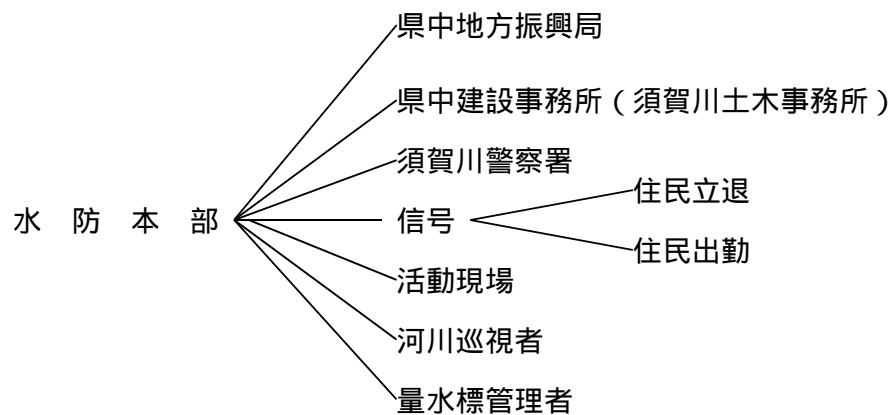 県中地方振興局
県中建設事務所（須賀川土木事務所）
須賀川警察署
水 防 本 部
信号
住民立退
住民出勤
活動現場
河川巡視者
量水標管理者